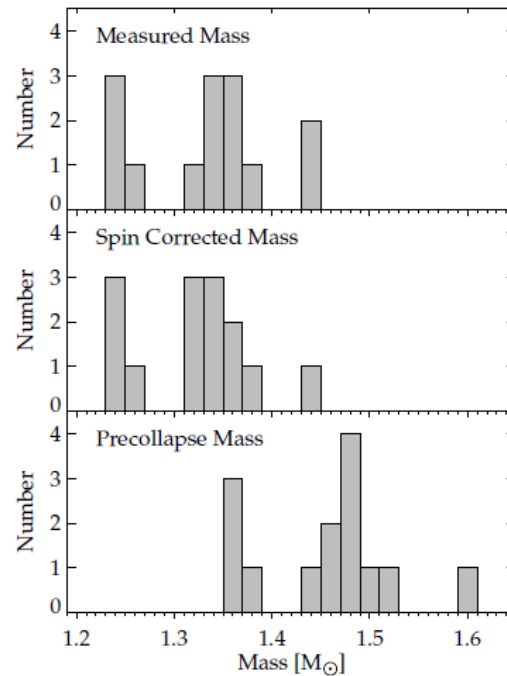 Measured Mass
Number
4
3
2
1
0
Spin Corrected Mass
Number
4
3
2
1
0
Precollapse Mass
Number
4
3
2
1
0
1.2 1.3 1.4 1.5 1.6
Mass [M⊙]